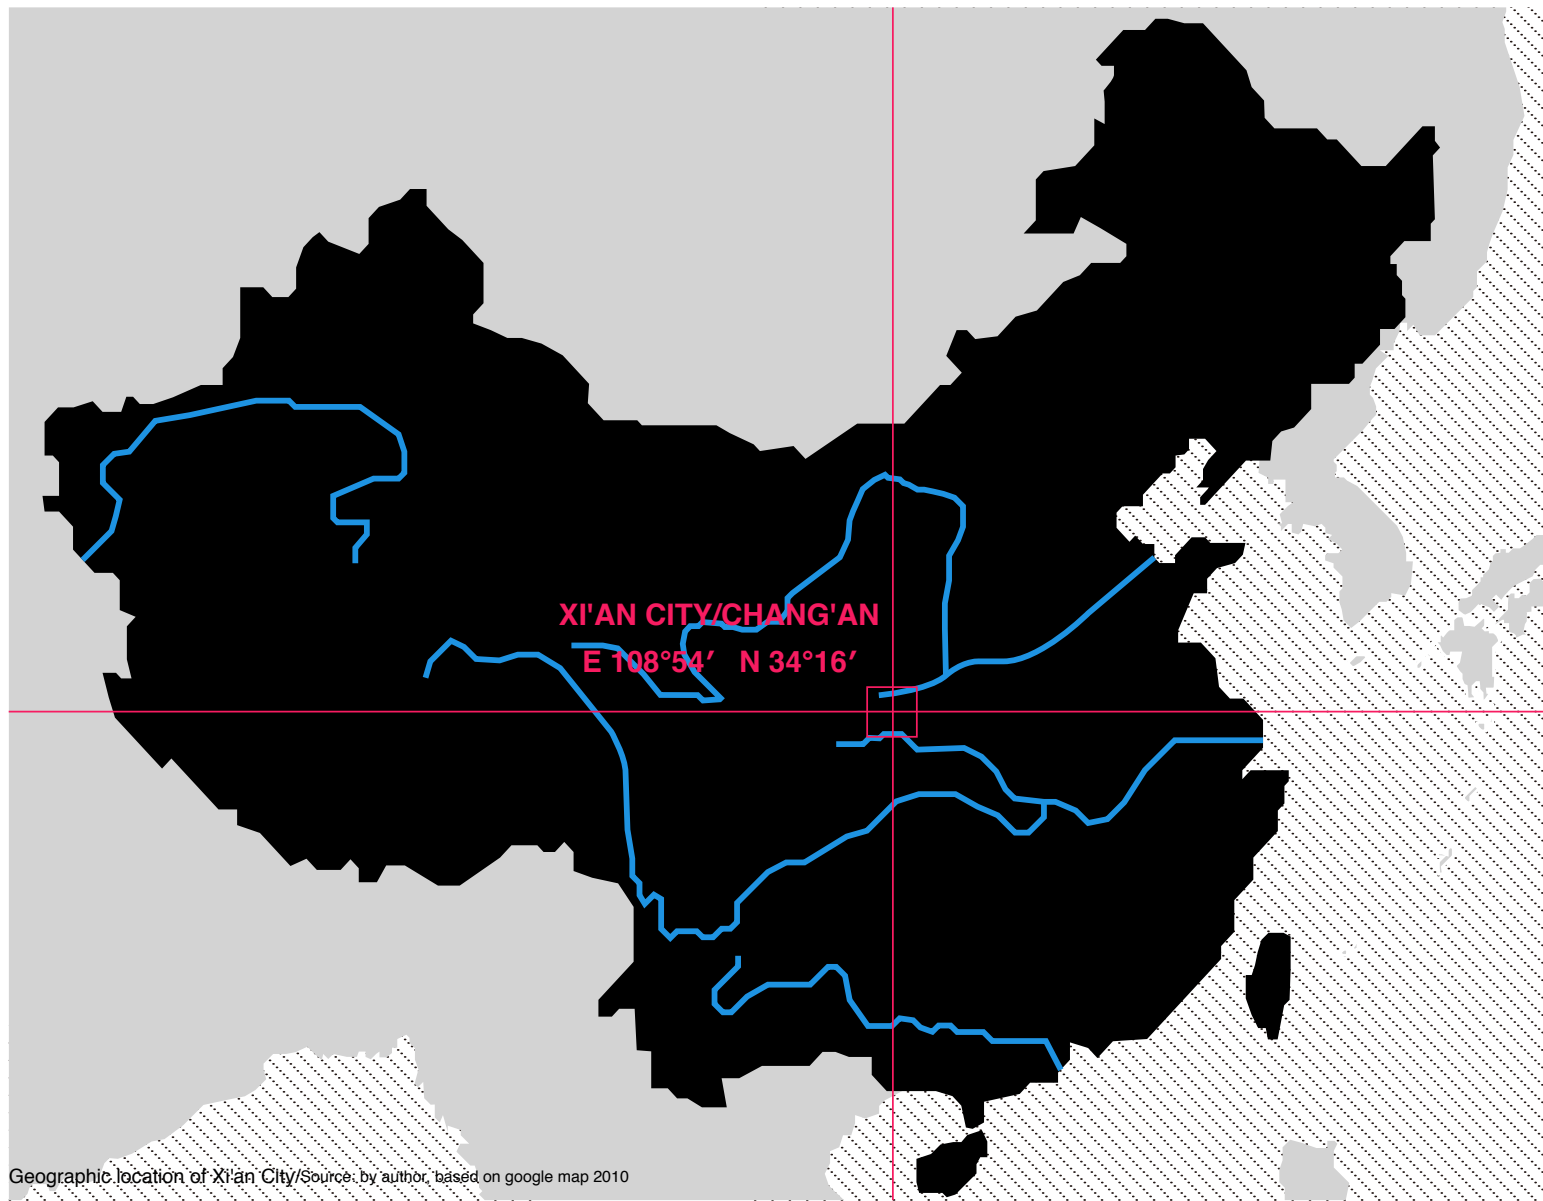 XI'AN CITY/CHANG'AN
E 108°54′ N 34°16′
Geographic location of Xi'an City/Source: by author, based on google map 2010